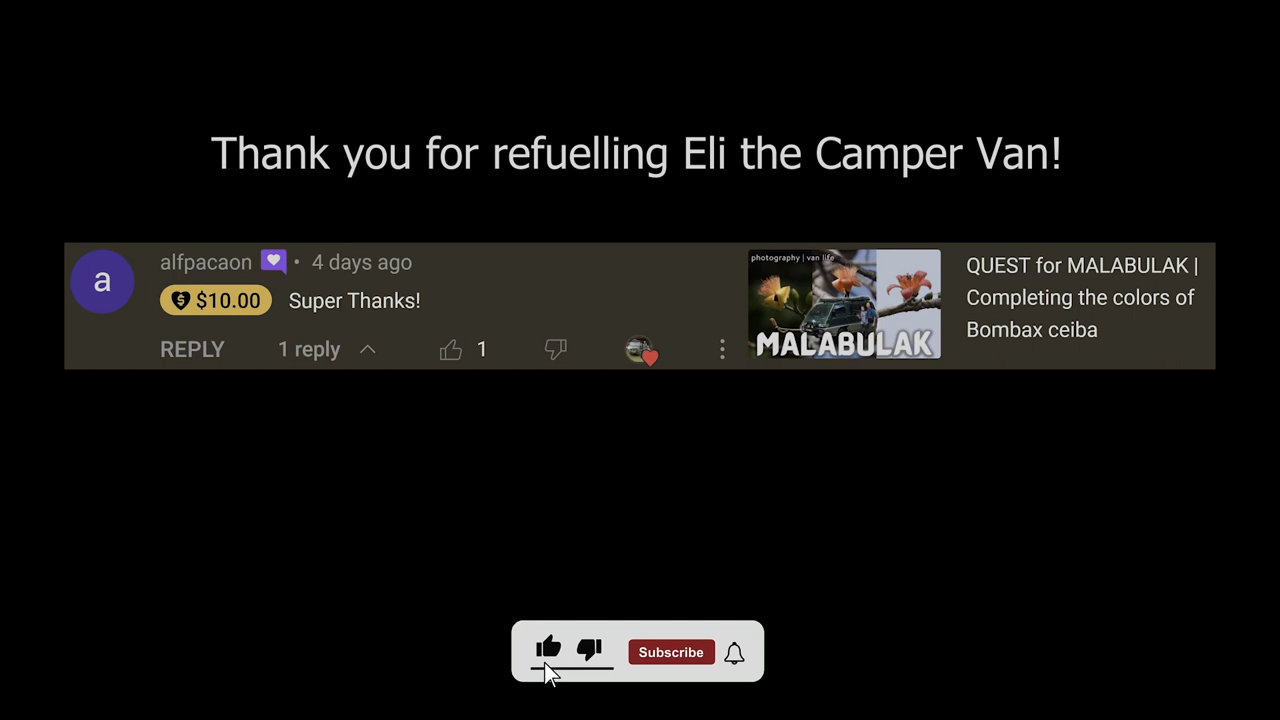 Thank you for refuelling Eli the Camper Van!
a
alfpacaon • 4 days ago
$10.00 Super Thanks!
REPLY 1 reply 1
photography | van life
MALABULAK
QUEST for MALABULAK |
Completing the colors of
Bombax ceiba
Subscribe